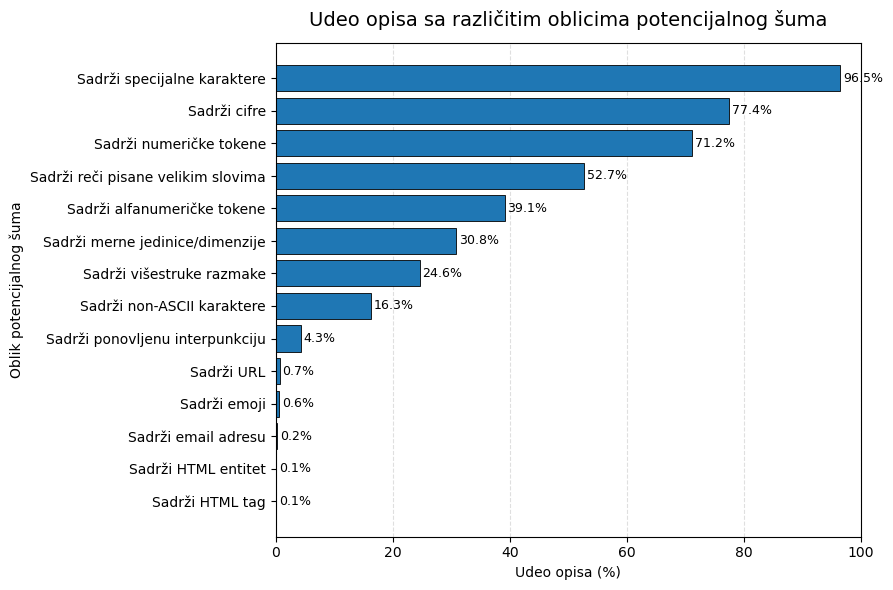 Udeo opisa sa različitim oblicima potencijalnog šuma
Oblik potencijalnog šuma
Sadrži specijalne karaktere 96.5%
Sadrži cifre 77.4%
Sadrži numeričke tokene 71.2%
Sadrži reči pisane velikim slovima 52.7%
Sadrži alfanumeričke tokene 39.1%
Sadrži merne jedinice/dimenzije 30.8%
Sadrži višestruke razmake 24.6%
Sadrži non-ASCII karaktere 16.3%
Sadrži ponovljenu interpunkciju 4.3%
Sadrži URL 0.7%
Sadrži emoji 0.6%
Sadrži email adresu 0.2%
Sadrži HTML entitet 0.1%
Sadrži HTML tag 0.1%
0 20 40 60 80 100
Udeo opisa (%)